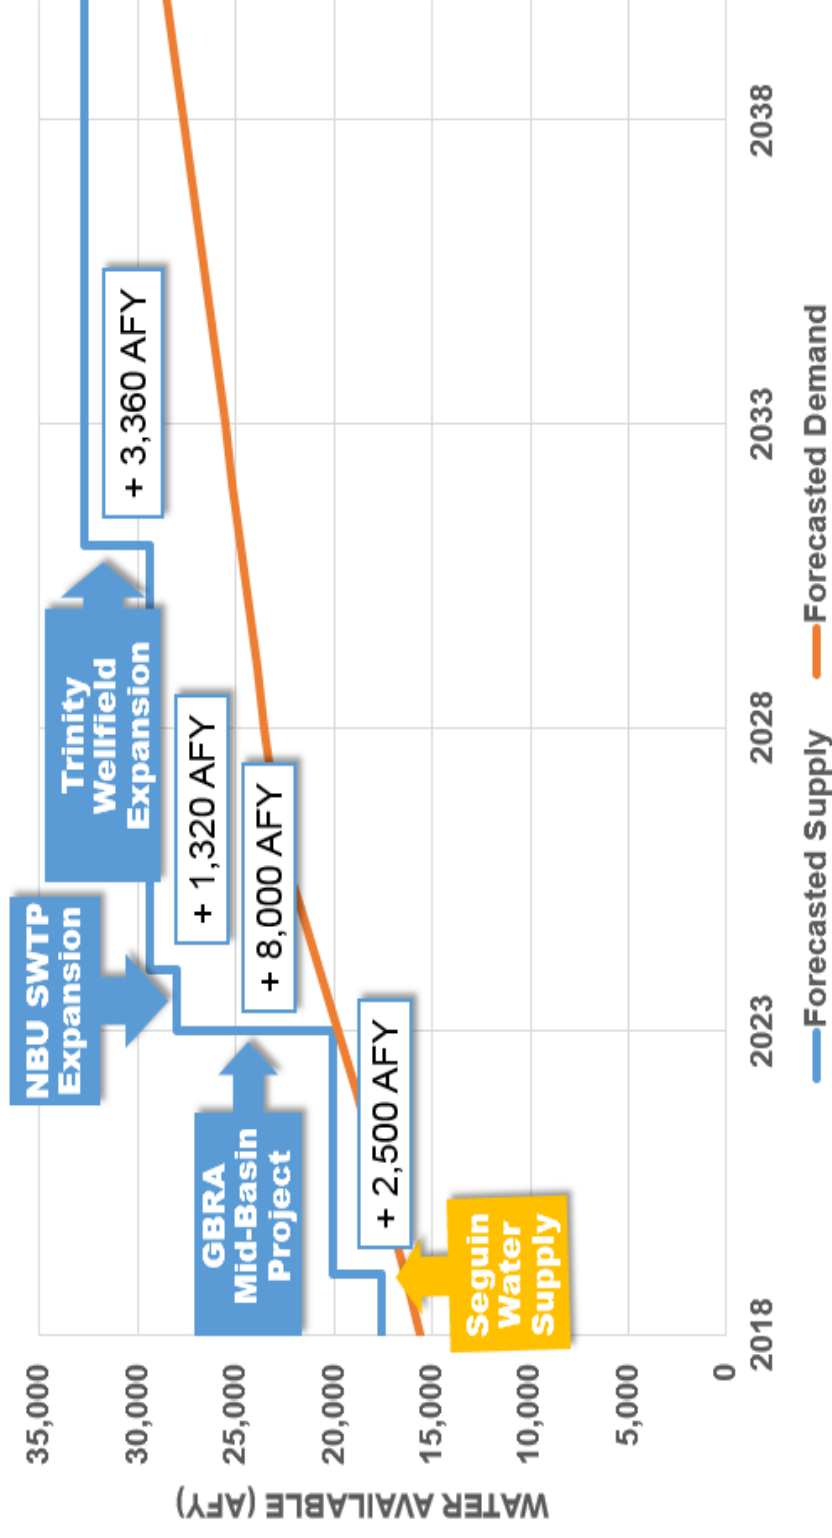 WATER AVAILABLE (AFY)
35,000
30,000
25,000
20,000
15,000
10,000
5,000
0
2018
2023
2028
2033
2038
NBU SWTP
Expansion
Trinity
Wellfield
Expansion
GBRA
Mid-Basin
Project
Seguin
Water
Supply
+ 3,360 AFY
+ 1,320 AFY
+ 8,000 AFY
+ 2,500 AFY
Forecasted Supply
Forecasted Demand